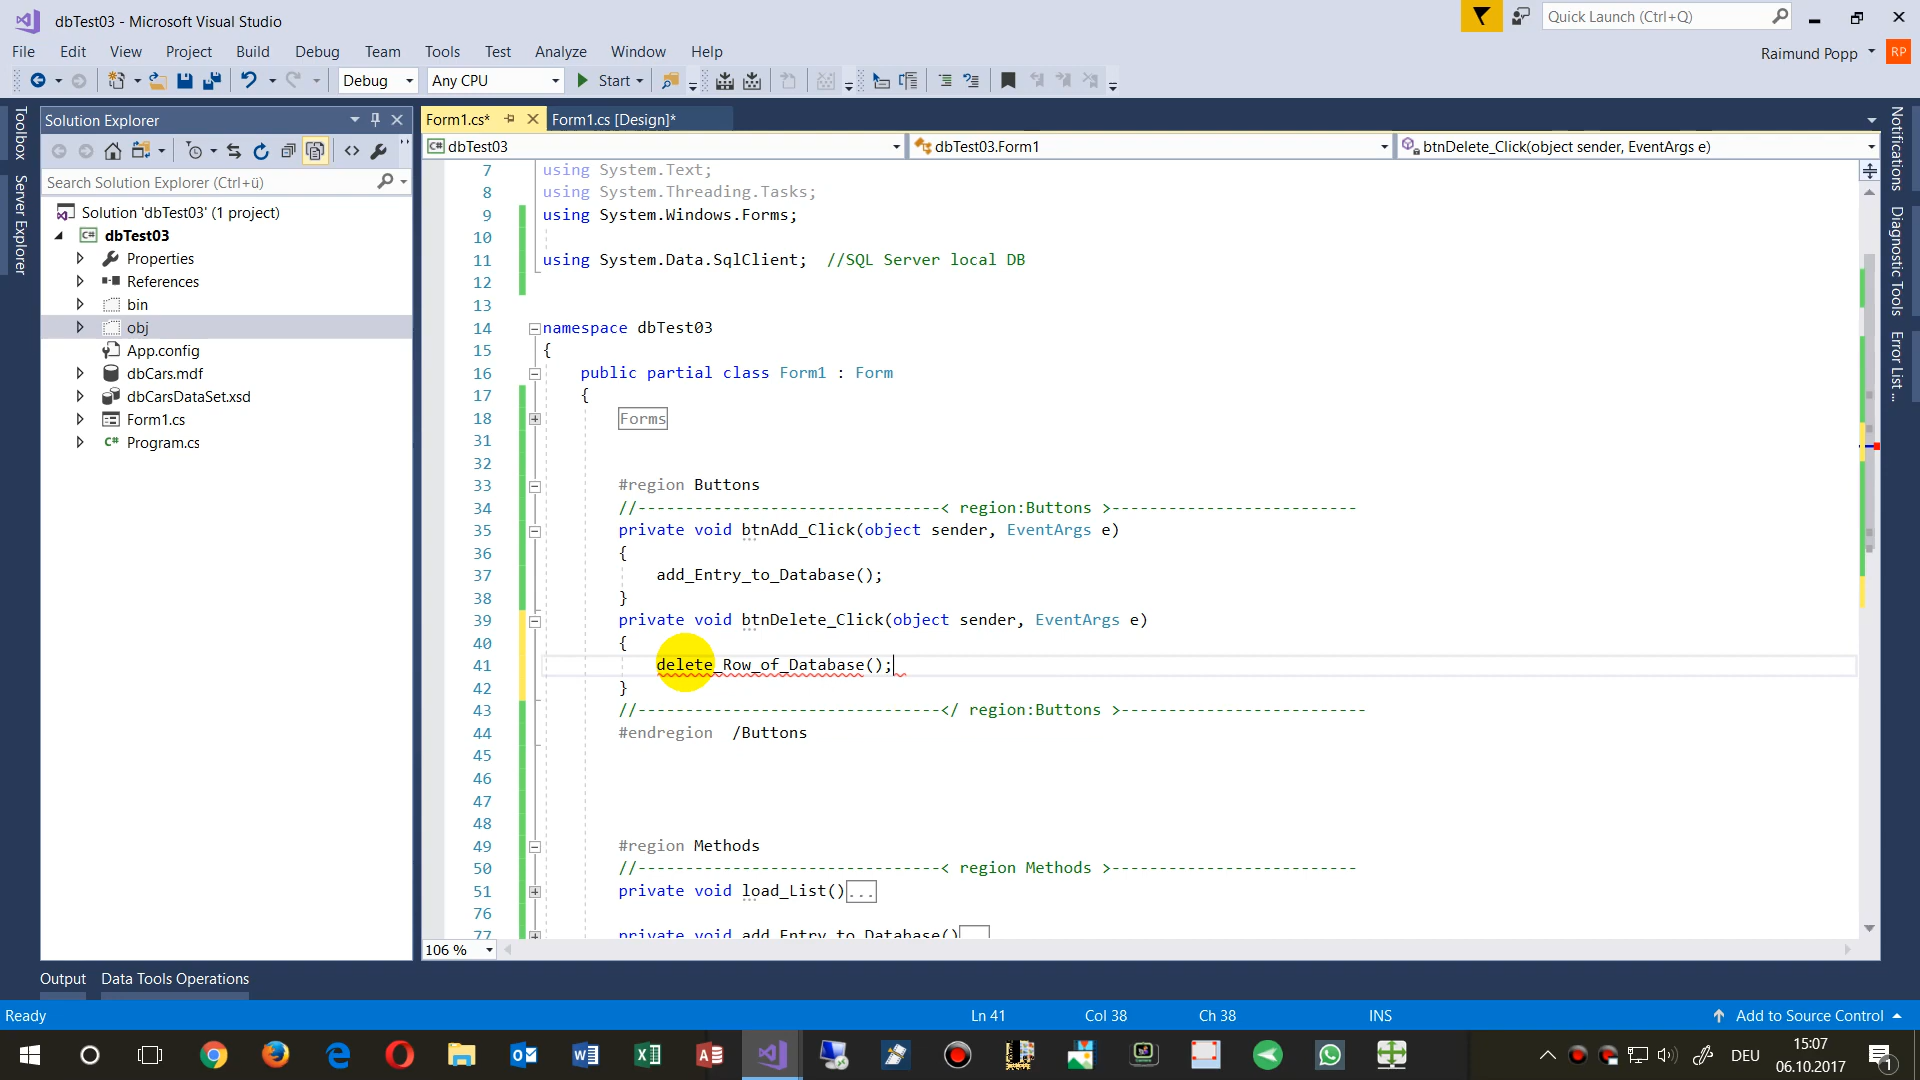 dbTest03 - Microsoft Visual Studio
Quick Launch (Ctrl+Q)
File Edit View Project Build Debug Team Tools Test Analyze Window Help
Raimund Popp RP
Debug Any CPU Start
Toolbox
Server Explorer
Solution Explorer
Search Solution Explorer (Ctrl+ü)
Solution 'dbTest03' (1 project)
C# dbTest03
Properties
References
bin
obj
App.config
dbCars.mdf
dbCarsDataSet.xsd
Form1.cs
C# Program.cs
Form1.cs* Form1.cs [Design]*
C# dbTest03 dbTest03.Form1 btnDelete_Click(object sender, EventArgs e)
7 using System.Text;
8 using System.Threading.Tasks;
9 using System.Windows.Forms;
10
11 using System.Data.SqlClient; //SQL Server local DB
12
13
14 namespace dbTest03
15 {
16 public partial class Form1 : Form
17 {
18 Forms
31
32
33 #region Buttons
34 //--------------------------------< region:Buttons >--------------------------
35 private void btnAdd_Click(object sender, EventArgs e)
36 {
37 add_Entry_to_Database();
38 }
39 private void btnDelete_Click(object sender, EventArgs e)
40 {
41 delete_Row_of_Database();
42 }
43 //--------------------------------</ region:Buttons >--------------------------
44 #endregion /Buttons
45
46
47
48
49 #region Methods
50 //--------------------------------< region Methods >--------------------------
51 private void load_List()...
76
77 private void add_Entry_to_Database()
106 %
Notifications
Diagnostic Tools
Error List ...
Output Data Tools Operations
Ready Ln 41 Col 38 Ch 38 INS Add to Source Control
DEU
15:07
06.10.2017
1